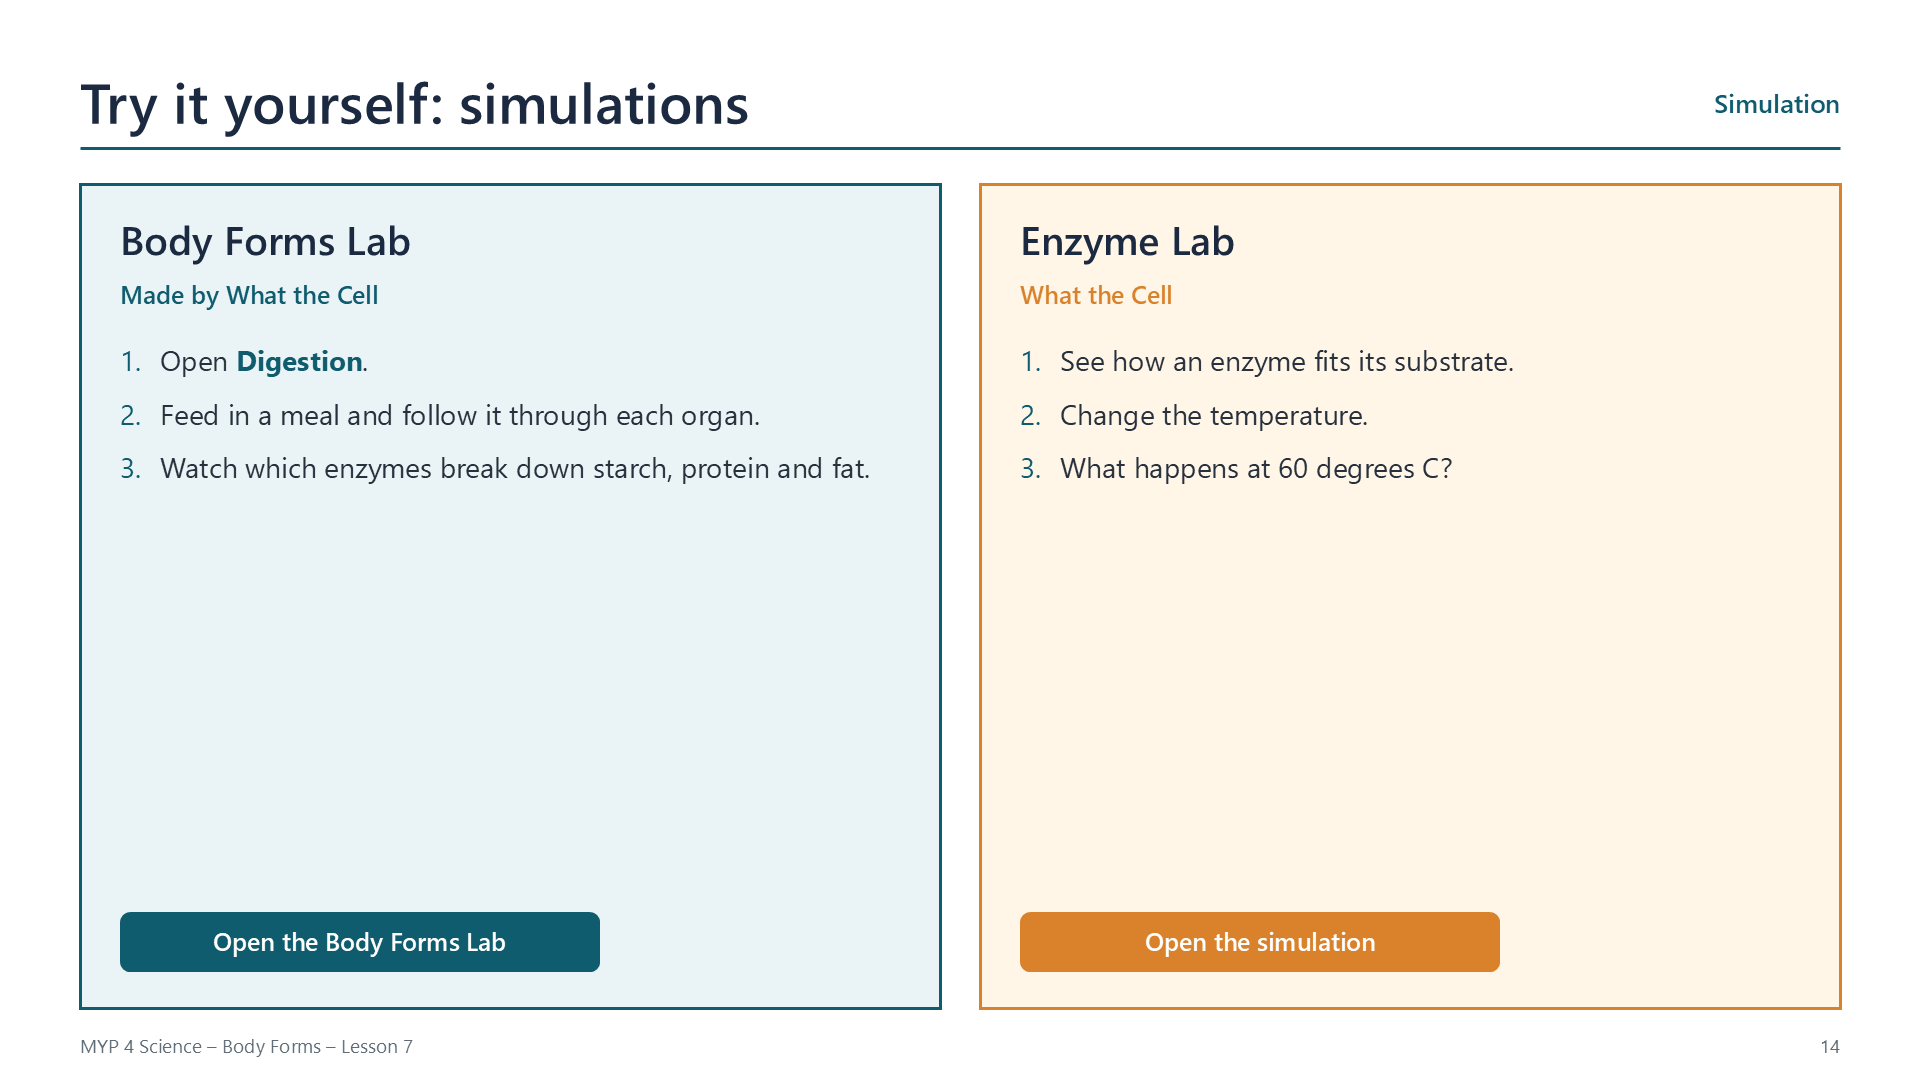 Try it yourself: simulations
Simulation
Body Forms Lab
Made by What the Cell
1. Open Digestion.
2. Feed in a meal and follow it through each organ.
3. Watch which enzymes break down starch, protein and fat.
Open the Body Forms Lab
Enzyme Lab
What the Cell
1. See how an enzyme fits its substrate.
2. Change the temperature.
3. What happens at 60 degrees C?
Open the simulation
MYP 4 Science – Body Forms – Lesson 7
14